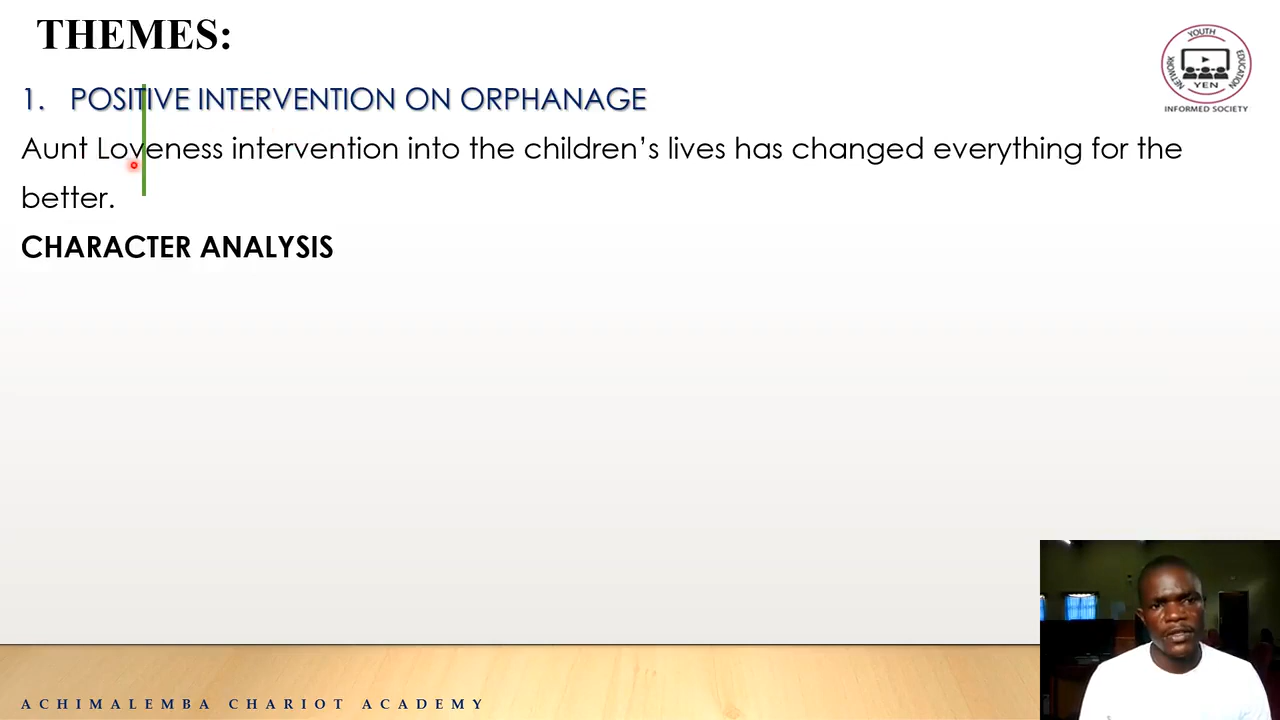 THEMES:
1. POSITIVE INTERVENTION ON ORPHANAGE
Aunt Loveness intervention into the children’s lives has changed everything for the
better.
CHARACTER ANALYSIS
YOUTH
EDUCATION
NETWORK
YEN
INFORMED SOCIETY
ACHIMALEMBA CHARIOT ACADEMY